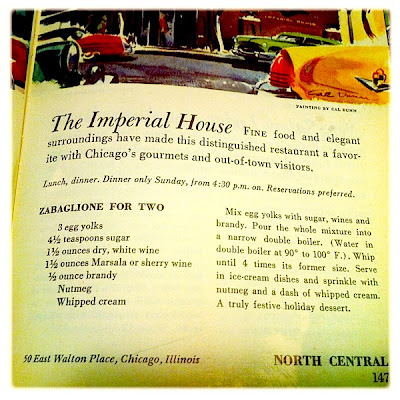 IMPERIAL HOUSE
Cal Dunn
PAINTING BY CAL DUNN
The Imperial House FINE food and elegant
surroundings have made this distinguished restaurant a favor-
ite with Chicago's gourmets and out-of-town visitors.
Lunch, dinner. Dinner only Sunday, from 4:30 p.m. on. Reservations preferred.
ZABAGLIONE FOR TWO
3 egg yolks
4½ teaspoons sugar
1½ ounces dry, white wine
1½ ounces Marsala or sherry wine
½ ounce brandy
Nutmeg
Whipped cream
Mix egg yolks with sugar, wines and
brandy. Pour the whole mixture into
a narrow double boiler. (Water in
double boiler at 90° to 100° F.). Whip
until 4 times its former size. Serve
in ice-cream dishes and sprinkle with
nutmeg and a dash of whipped cream.
A truly festive holiday dessert.
50 East Walton Place, Chicago, Illinois
NORTH CENTRAL
147